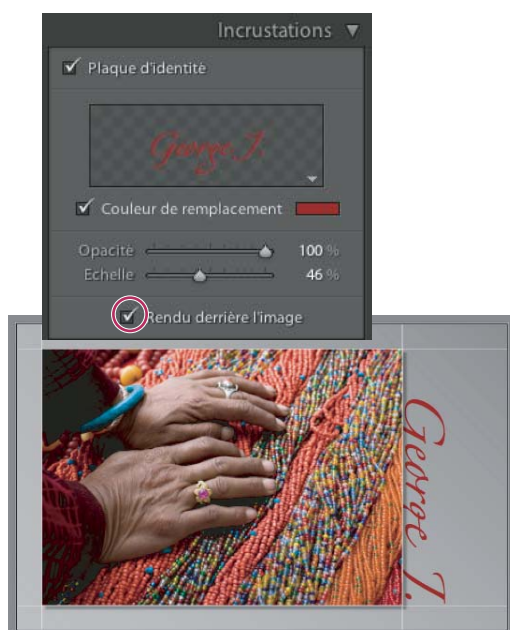 Incrustations
Plaque d'identité
George J.
Couleur de remplacement
Opacité 100 %
Echelle 46 %
Rendu derrière l'image
George J.